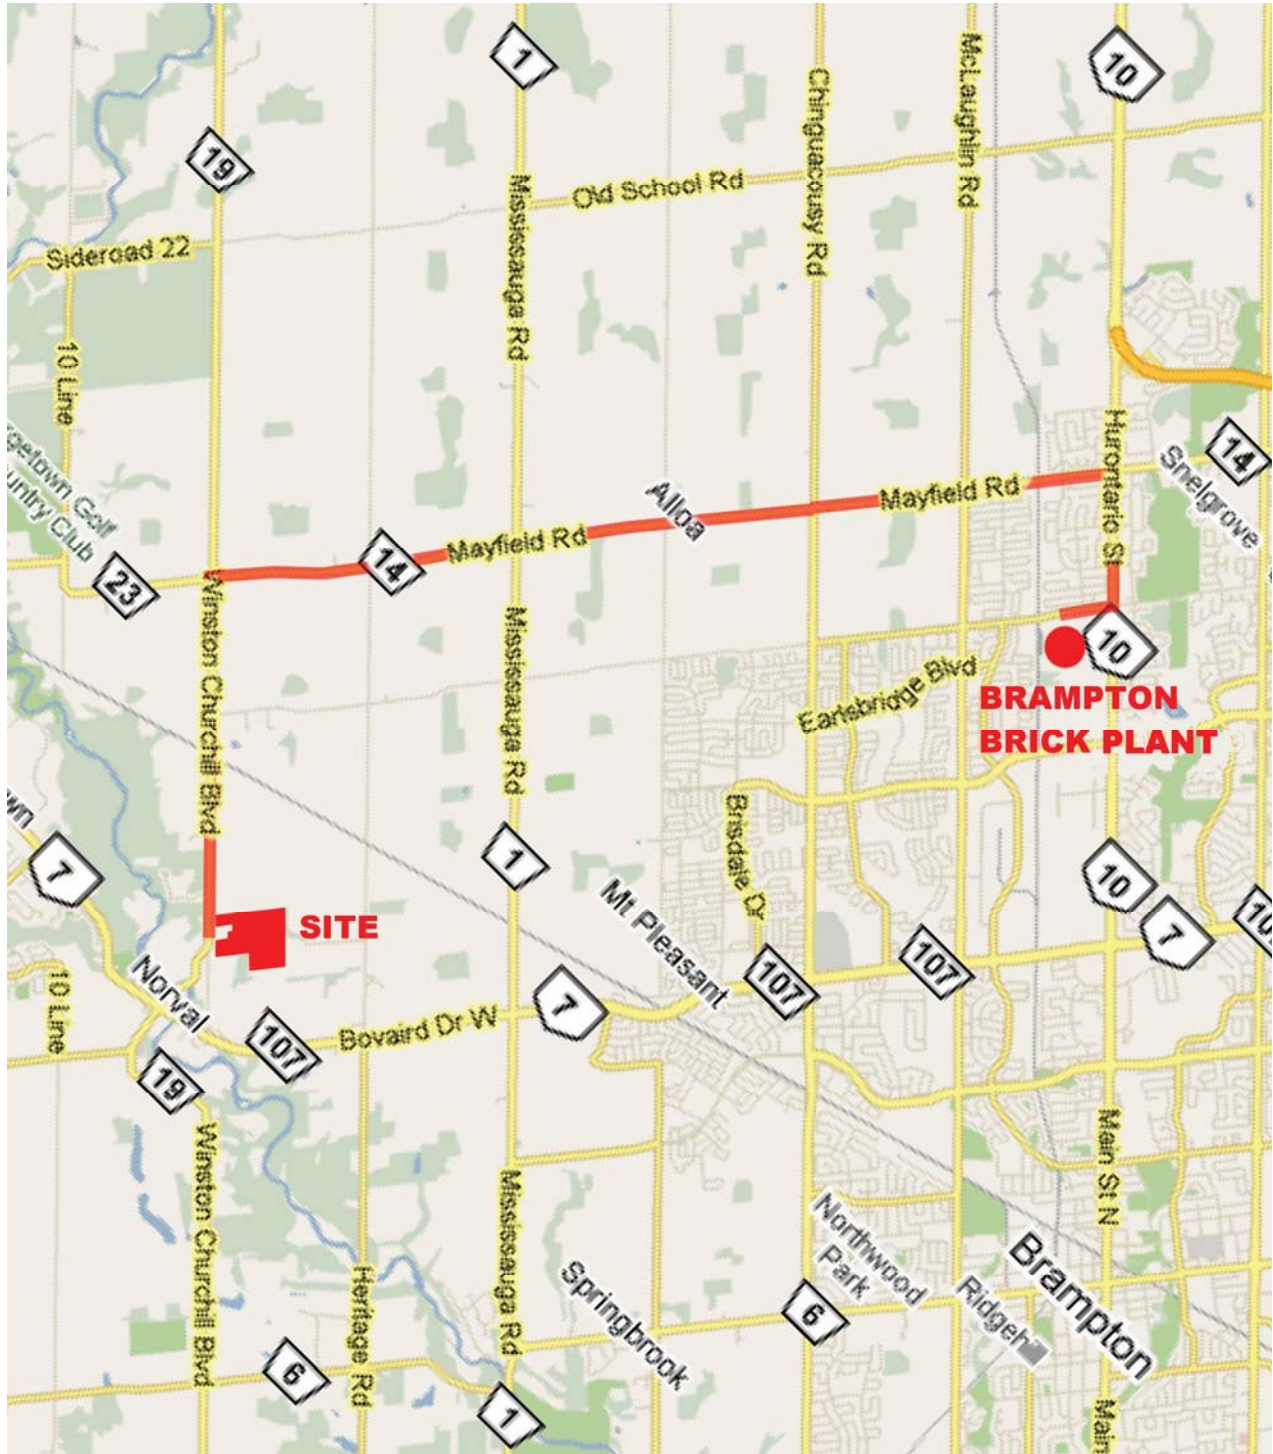 1
10
19
Mississauga Rd
Old School Rd
Chinguacousy Rd
McLaughlin Rd
Sideroad 22
10 Line
Hurontario St
14
Snelgrove
Golf
Country Club
23
14
Mayfield Rd
Alloa
Mayfield Rd
Winston Churchill Blvd
Mississauga Rd
10
BRAMPTON
BRICK PLANT
Earlsbridge Blvd
Brisdale Dr
7
1
10
7
SITE
Mt Pleasant
107
107
10 Line
Norval
107
Bovaird Dr W
7
19
Winston Churchill Blvd
Heritage Rd
Mississauga Rd
Main St N
Northwood
Park
Brampton
Springbrook
6
6
1
Main